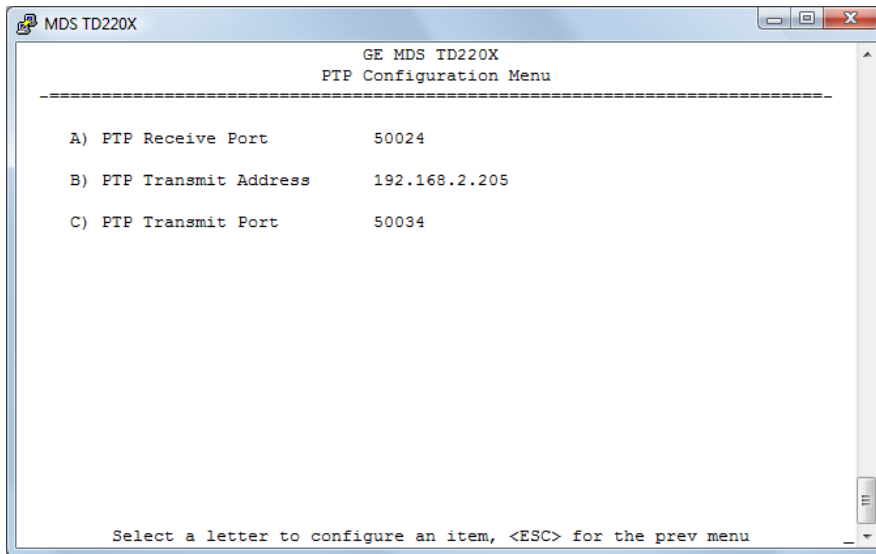 MDS TD220X
GE MDS TD220X
PTP Configuration Menu
-==========================================================================-
A) PTP Receive Port 50024
B) PTP Transmit Address 192.168.2.205
C) PTP Transmit Port 50034
Select a letter to configure an item, <ESC> for the prev menu _